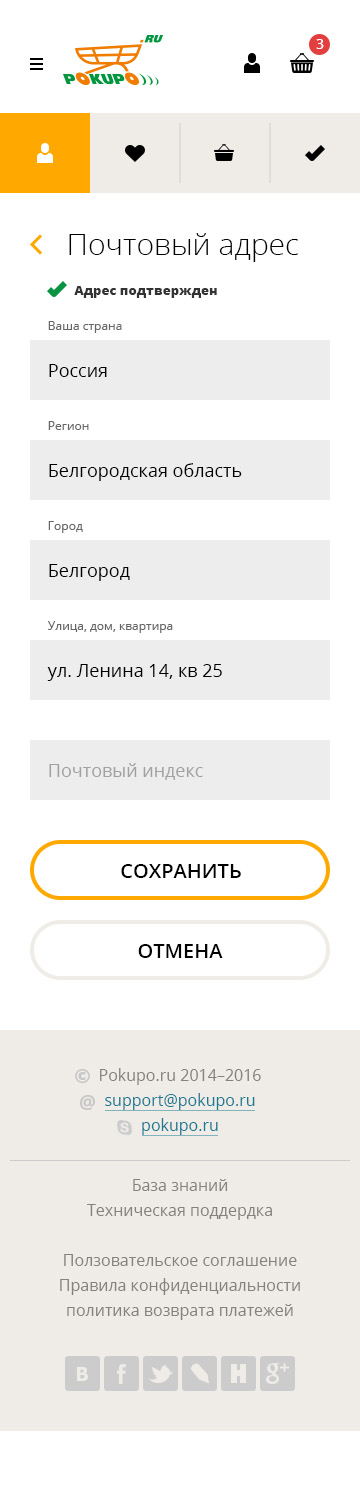 .RU
POKUPO
3
Почтовый адрес
Адрес подтвержден
Ваша страна
Россия
Регион
Белгородская область
Город
Белгород
Улица, дом, квартира
ул. Ленина 14, кв 25
Почтовый индекс
СОХРАНИТЬ
ОТМЕНА
© Pokupo.ru 2014–2016
@ support@pokupo.ru
pokupo.ru
База знаний
Техническая поддердка
Ползовательское соглашение
Правила конфиденциальности
политика возврата платежей